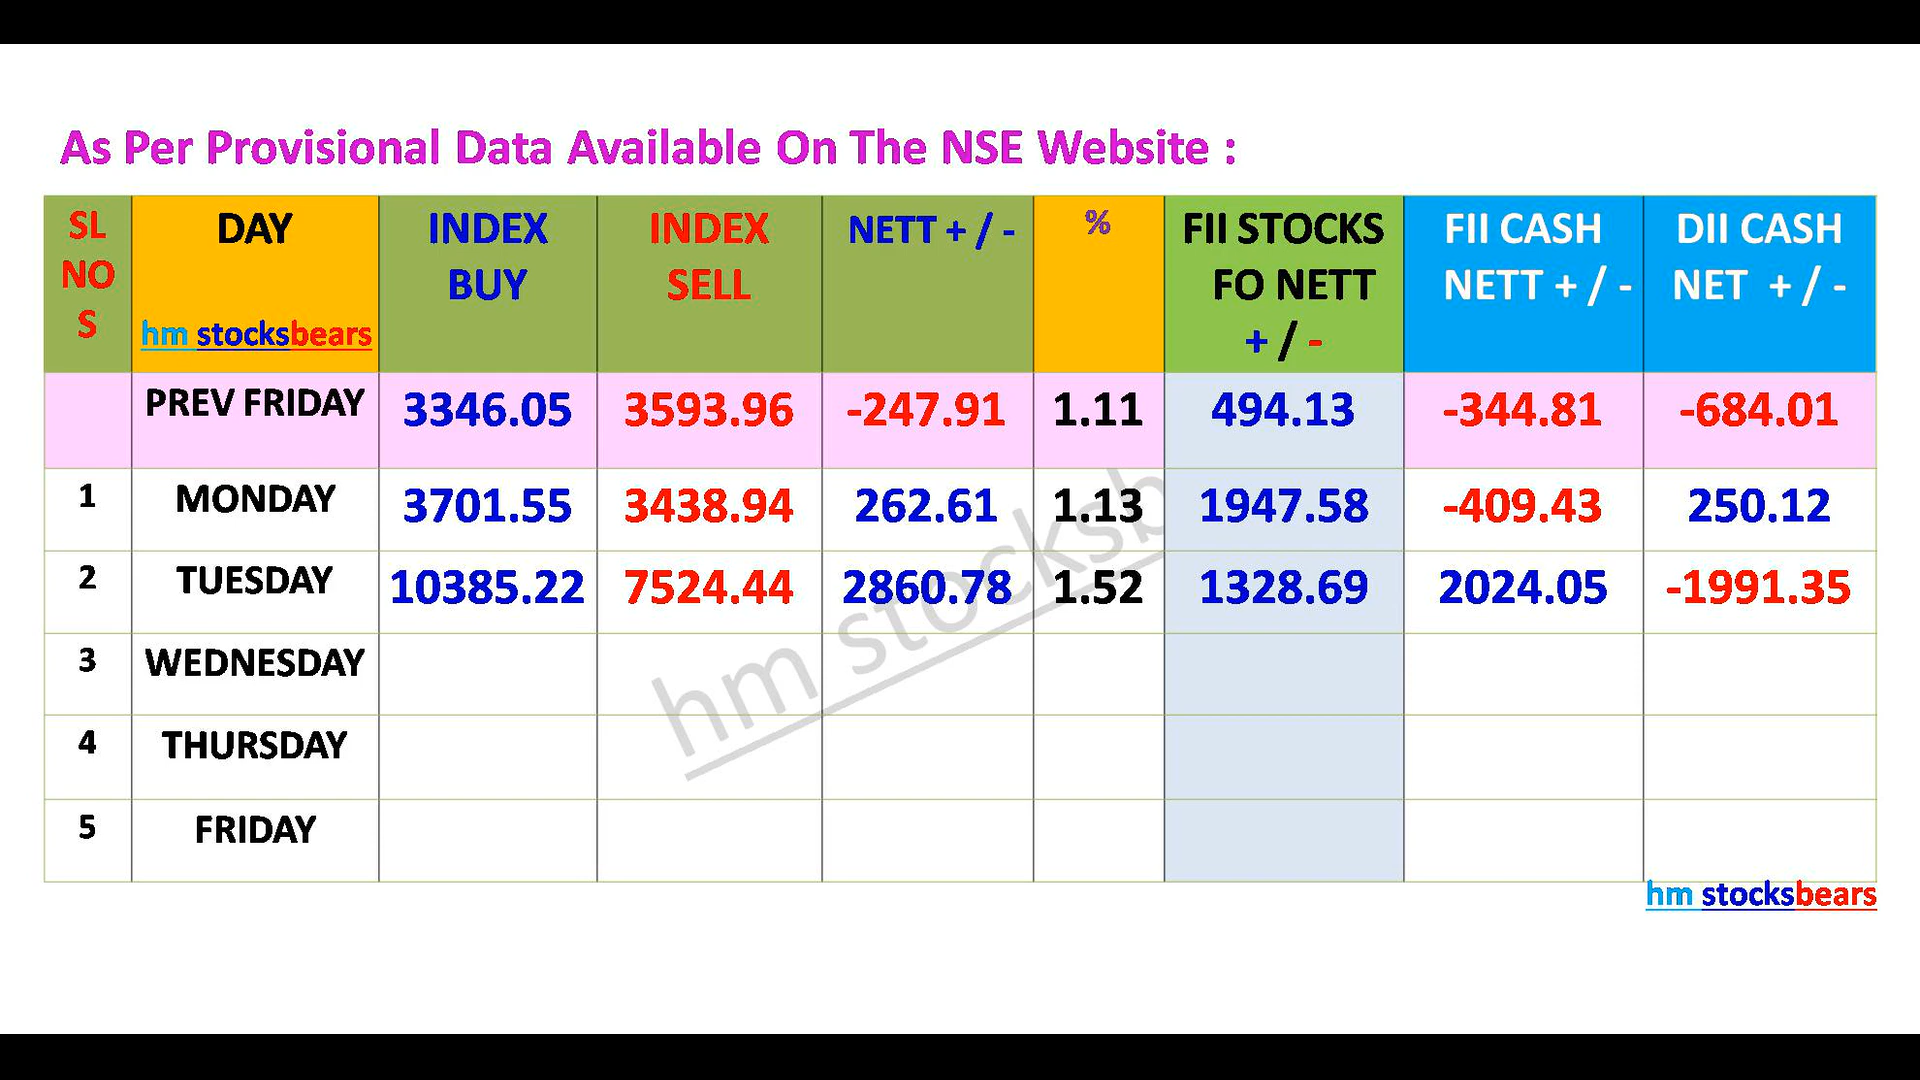 As Per Provisional Data Available On The NSE Website :
SL NO S DAY hm stocksbears INDEX BUY INDEX SELL NETT + / - % FII STOCKS FO NETT + / - FII CASH NETT + / - DII CASH NET + / -
PREV FRIDAY 3346.05 3593.96 -247.91 1.11 494.13 -344.81 -684.01
1 MONDAY 3701.55 3438.94 262.61 1.13 1947.58 -409.43 250.12
2 TUESDAY 10385.22 7524.44 2860.78 1.52 1328.69 2024.05 -1991.35
3 WEDNESDAY
4 THURSDAY
5 FRIDAY
hm stocksb
hm stocksbears